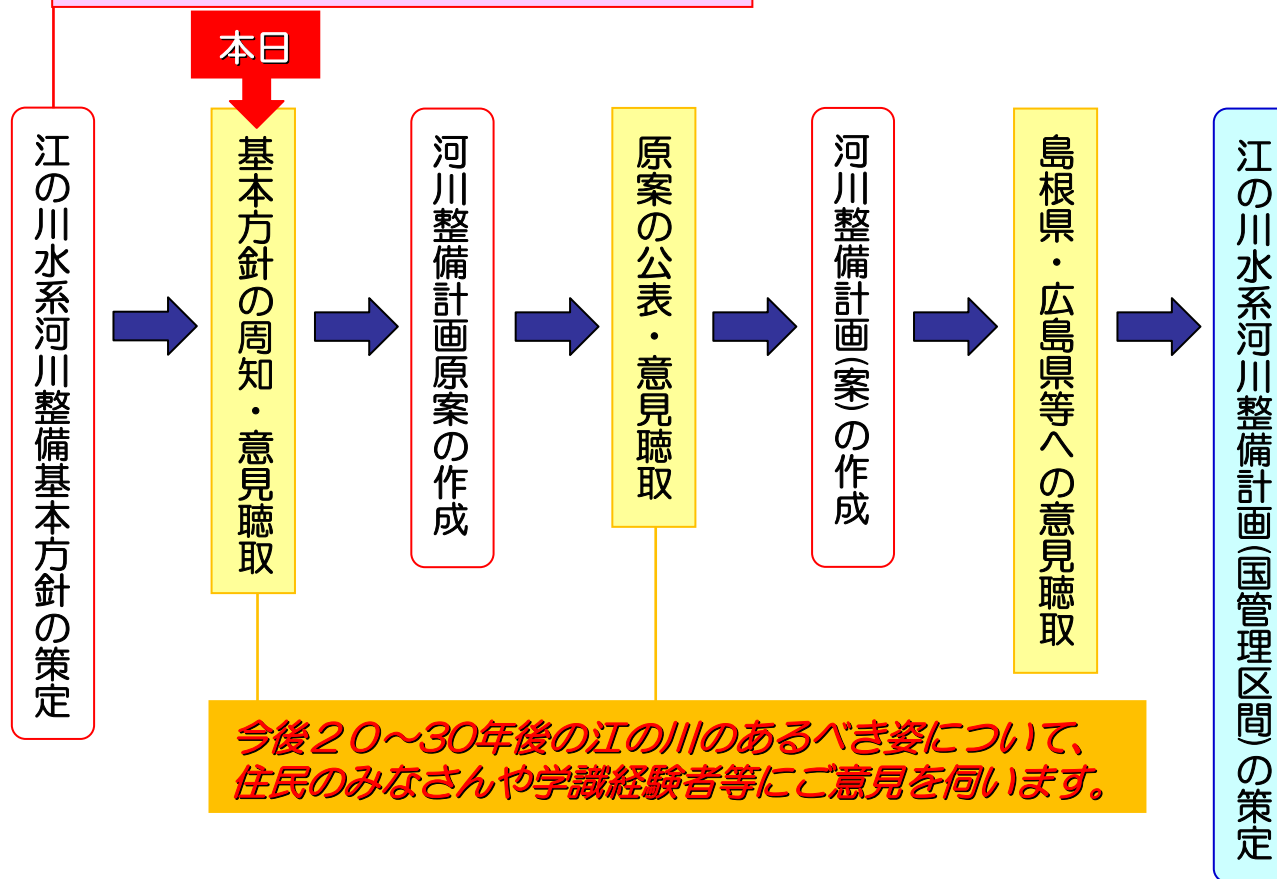 本日
江の川水系河川整備基本方針の策定
基本方針の周知・意見聴取
河川整備計画原案の作成
原案の公表・意見聴取
河川整備計画(案)の作成
島根県・広島県等への意見聴取
江の川水系河川整備計画(国管理区間)の策定
今後20～30年後の江の川のあるべき姿について、
住民のみなさんや学識経験者等にご意見を伺います。